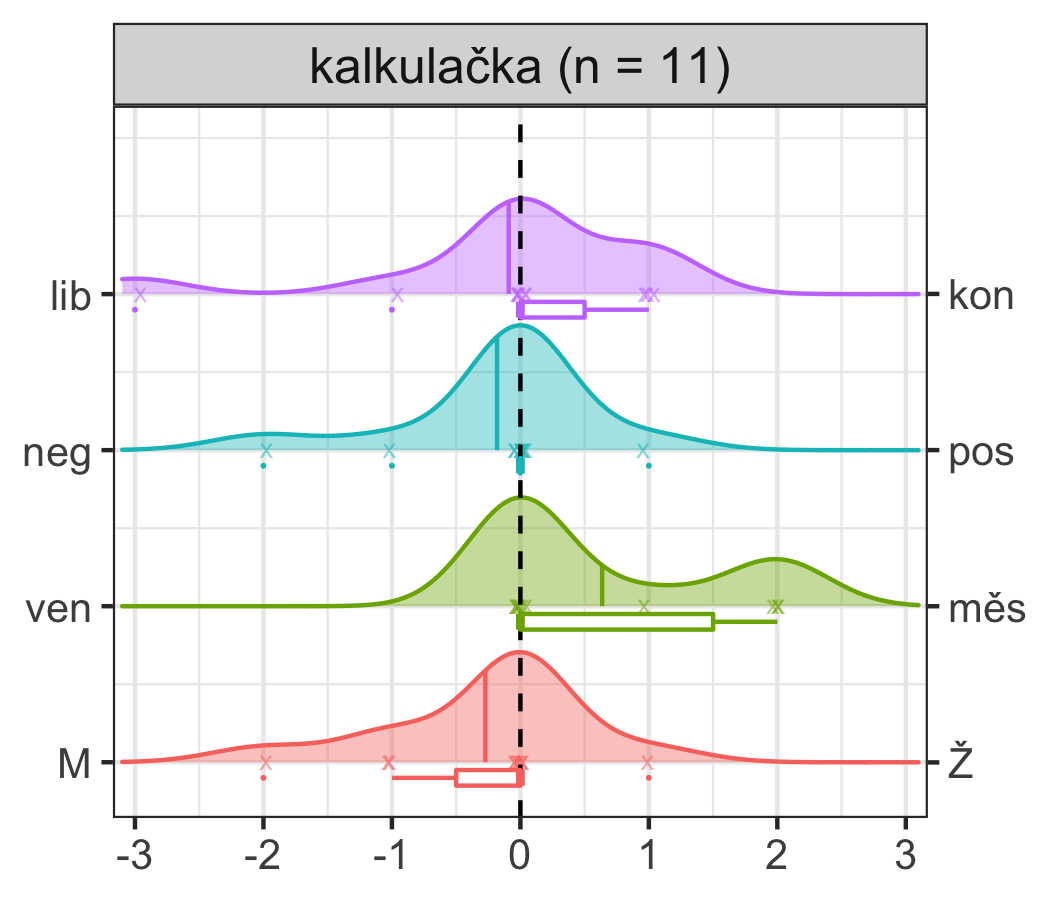 kalkulačka (n = 11)
lib kon
neg pos
ven měs
M Ž
-3 -2 -1 0 1 2 3